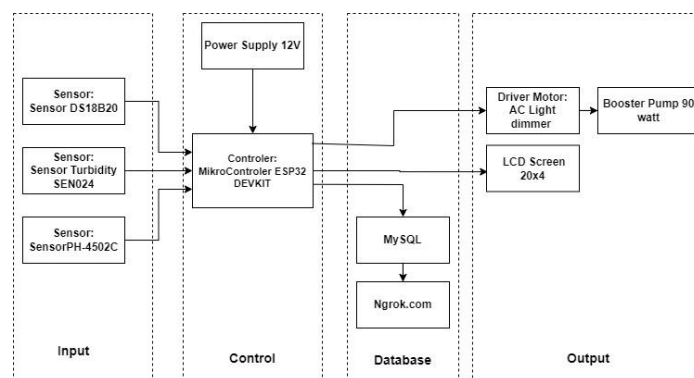 Power Supply 12V
Sensor:
Sensor DS18B20
Sensor:
Sensor Turbidity
SEN024
Sensor:
SensorPH-4502C
Controler:
MikroControler ESP32
DEVKIT
MySQL
Ngrok.com
Driver Motor:
AC Light
dimmer
Booster Pump 90
watt
LCD Screen
20x4
Input
Control
Database
Output